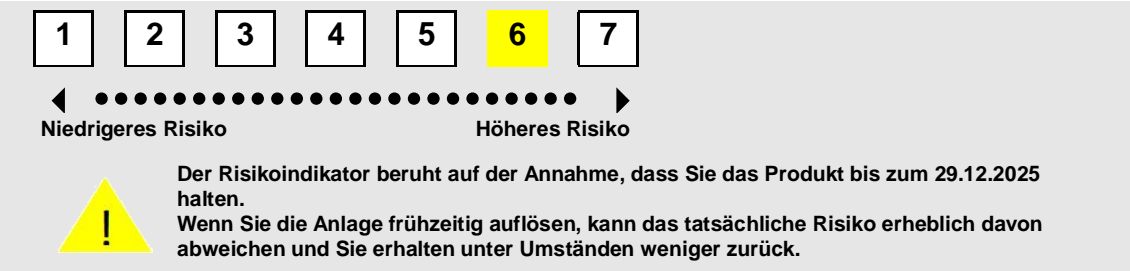 1 2 3 4 5 6 7
Niedrigeres Risiko Höheres Risiko
Der Risikoindikator beruht auf der Annahme, dass Sie das Produkt bis zum 29.12.2025
halten.
Wenn Sie die Anlage frühzeitig auflösen, kann das tatsächliche Risiko erheblich davon
abweichen und Sie erhalten unter Umständen weniger zurück.
!